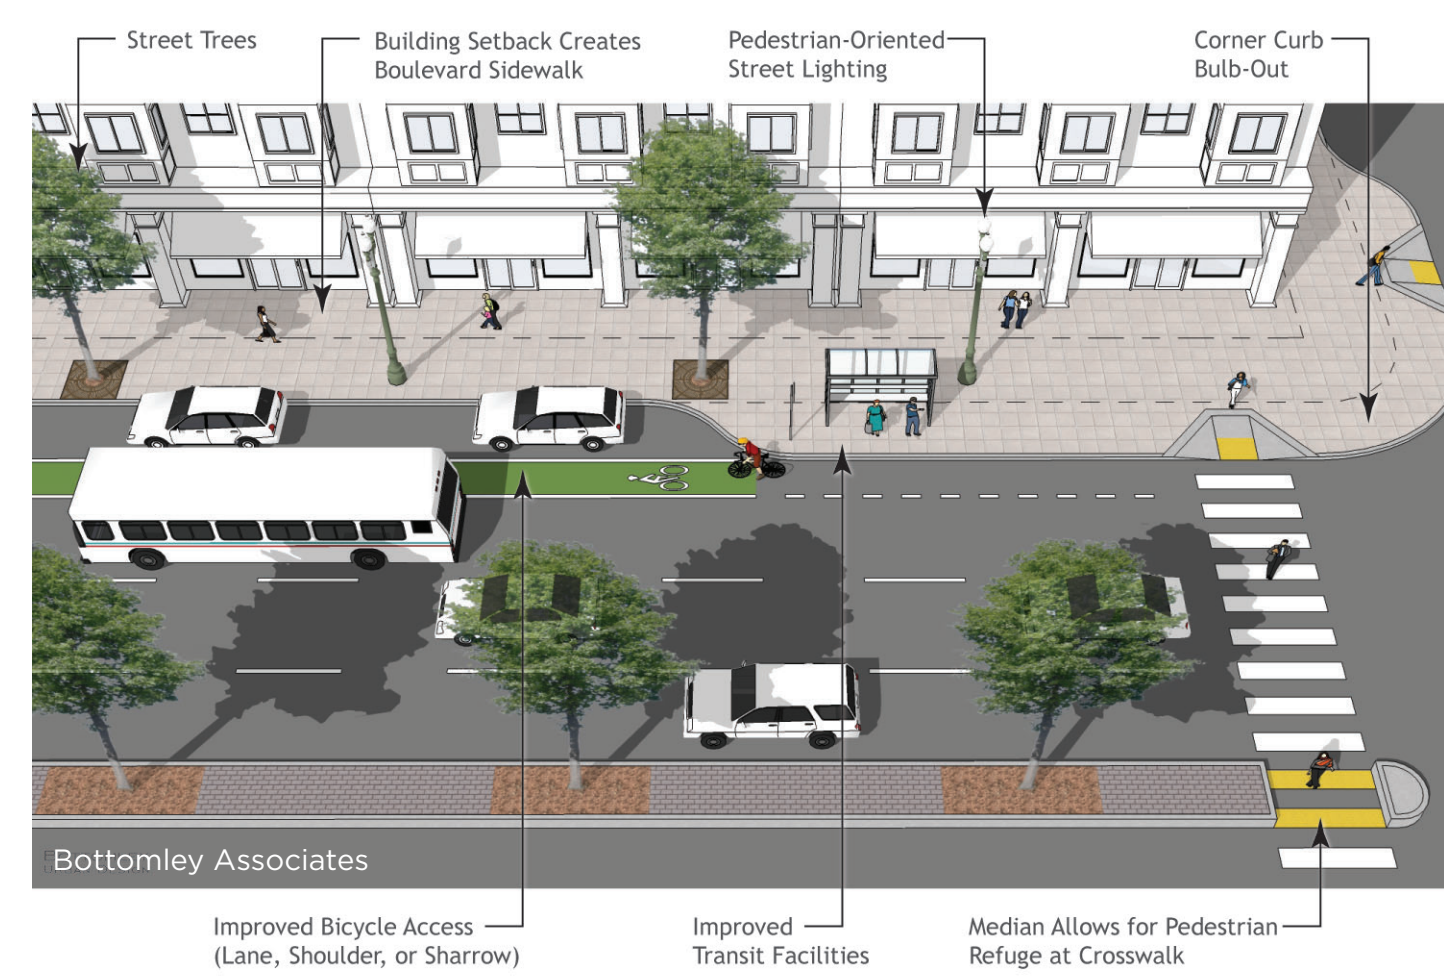 Street Trees
Building Setback Creates
Boulevard Sidewalk
Pedestrian-Oriented
Street Lighting
Corner Curb
Bulb-Out
Bottomley Associates
Improved Bicycle Access
(Lane, Shoulder, or Sharrow)
Improved
Transit Facilities
Median Allows for Pedestrian
Refuge at Crosswalk